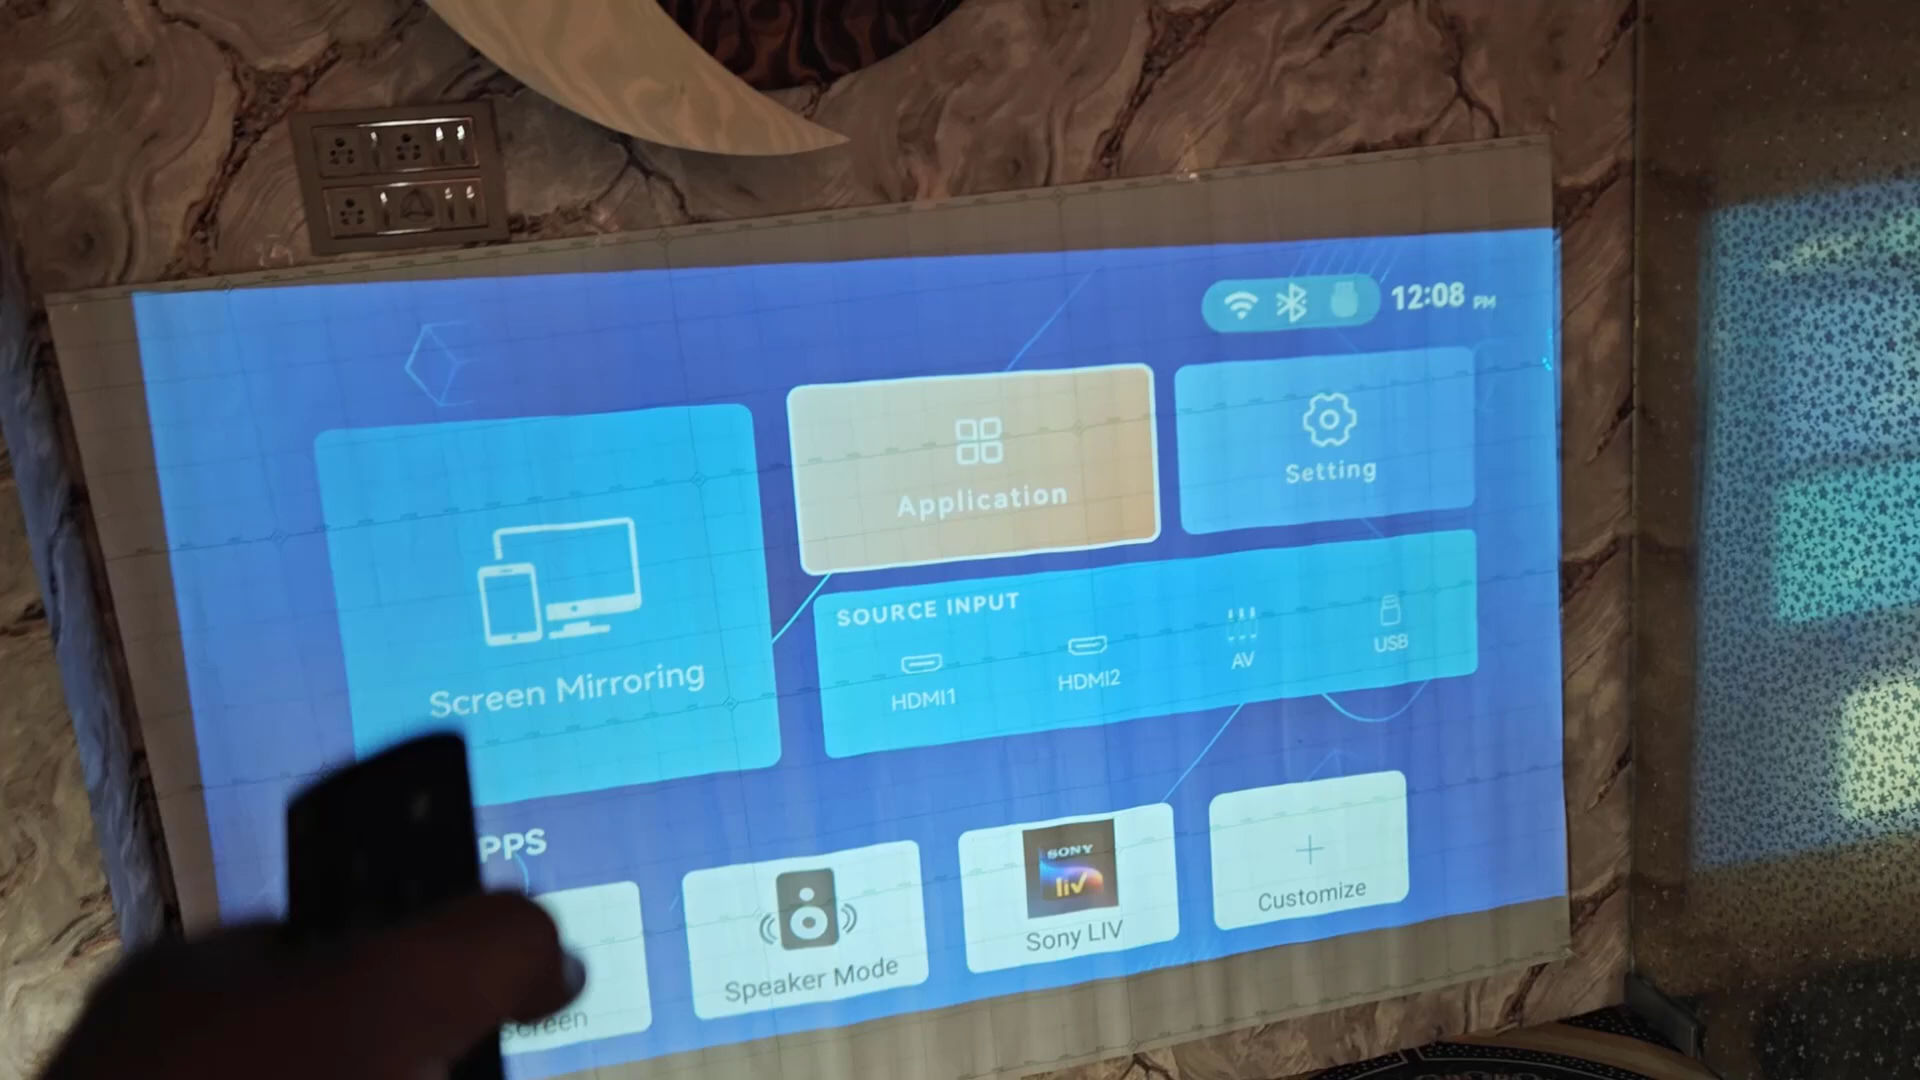 12:08 PM
Application
Setting
Screen Mirroring
SOURCE INPUT
HDMI1
HDMI2
AV
USB
PPS
SONY
liv
Screen
Speaker Mode
Sony LIV
Customize